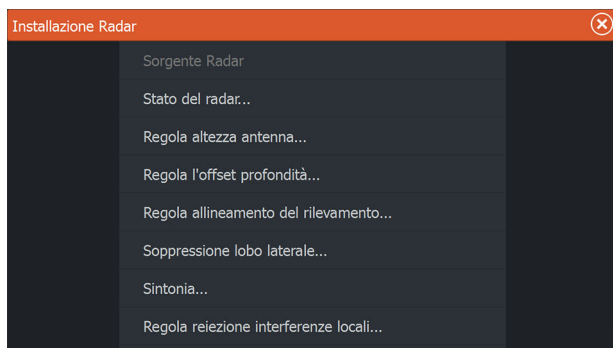 Installazione Radar
Sorgente Radar
Stato del radar...
Regola altezza antenna...
Regola l'offset profondità...
Regola allineamento del rilevamento...
Soppressione lobo laterale...
Sintonia...
Regola reiezione interferenze locali...